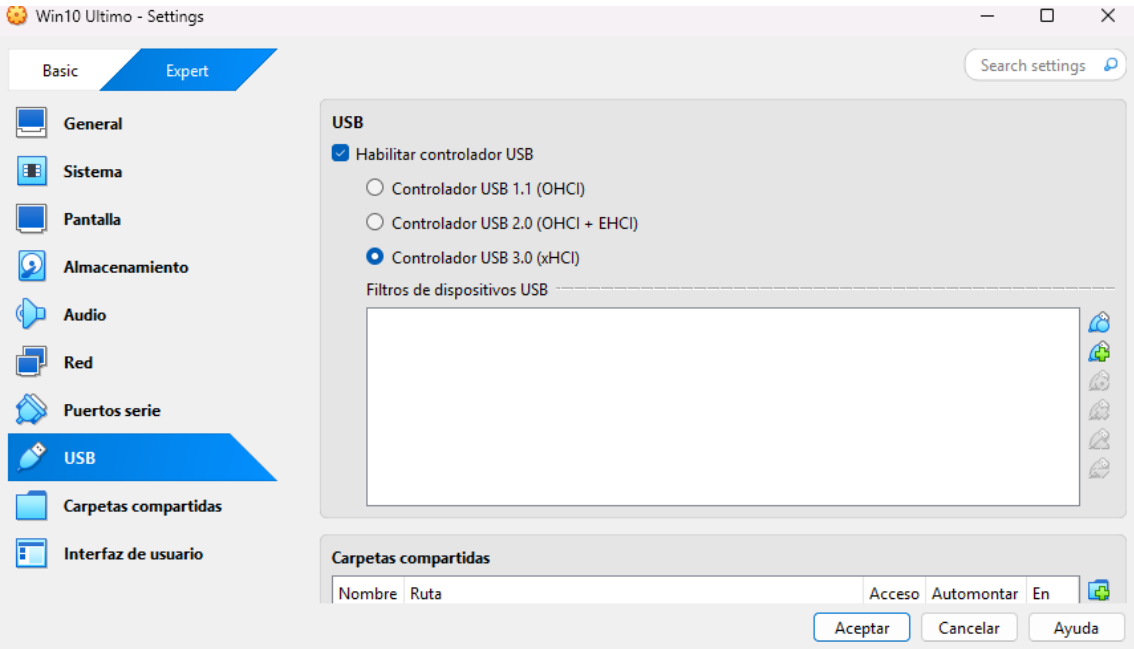 Win10 Ultimo - Settings
Basic
Expert
Search settings
General
Sistema
Pantalla
Almacenamiento
Audio
Red
Puertos serie
USB
Carpetas compartidas
Interfaz de usuario
USB
Habilitar controlador USB
Controlador USB 1.1 (OHCI)
Controlador USB 2.0 (OHCI + EHCI)
Controlador USB 3.0 (xHCI)
Filtros de dispositivos USB
Carpetas compartidas
Nombre Ruta Acceso Automontar En
Aceptar Cancelar Ayuda